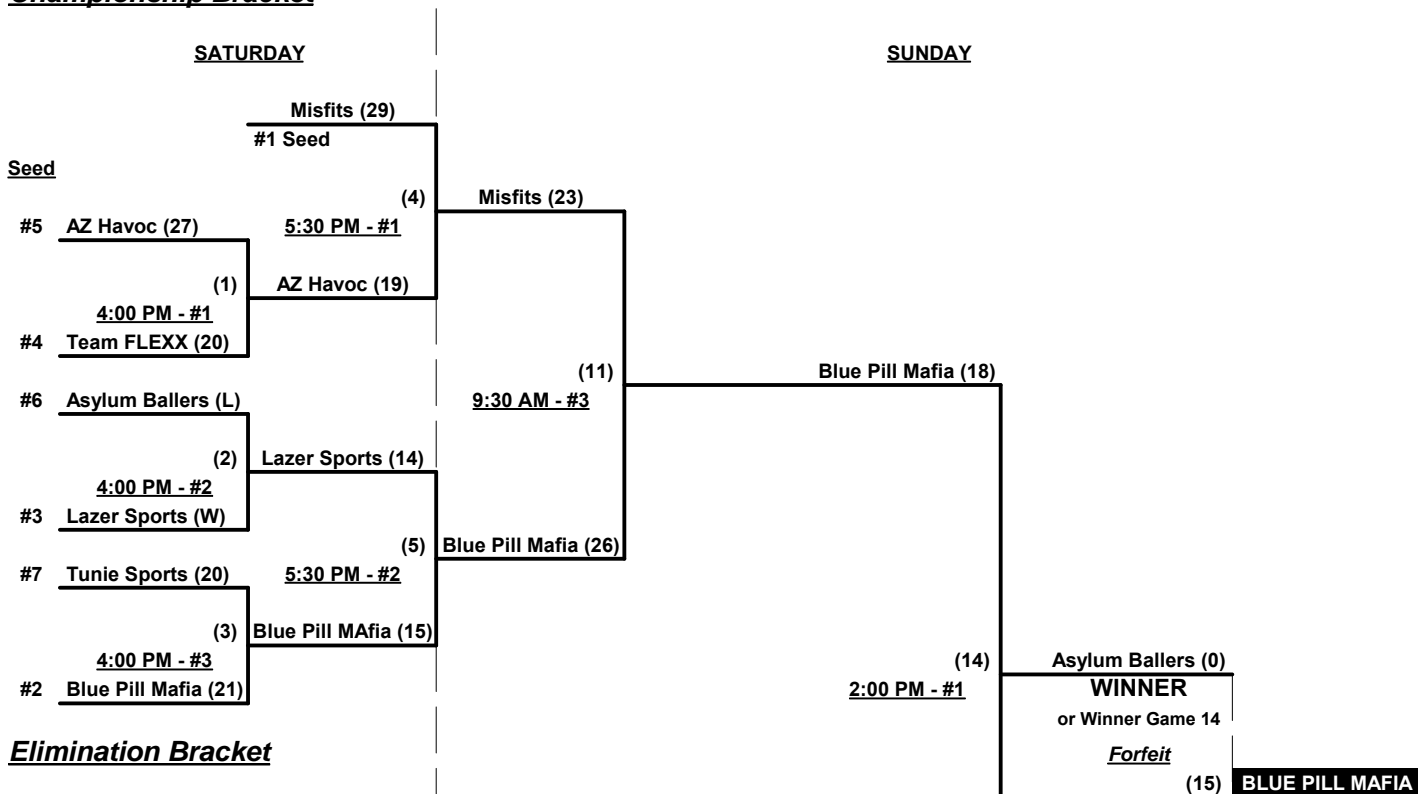 Championship Bracket
SATURDAY
SUNDAY
Misfits (29)
#1 Seed
Seed
(4)
Misfits (23)
#5 AZ Havoc (27)
5:30 PM - #1
(1)
AZ Havoc (19)
4:00 PM - #1
#4 Team FLEXX (20)
(11)
Blue Pill Mafia (18)
#6 Asylum Ballers (L)
9:30 AM - #3
(2)
Lazer Sports (14)
4:00 PM - #2
#3 Lazer Sports (W)
(5)
Blue Pill Mafia (26)
#7 Tunie Sports (20)
5:30 PM - #2
(3)
Blue Pill MAfia (15)
4:00 PM - #3
(14)
Asylum Ballers (0)
#2 Blue Pill Mafia (21)
2:00 PM - #1
WINNER
or Winner Game 14
Elimination Bracket
Forfeit
(15)
BLUE PILL MAFIA